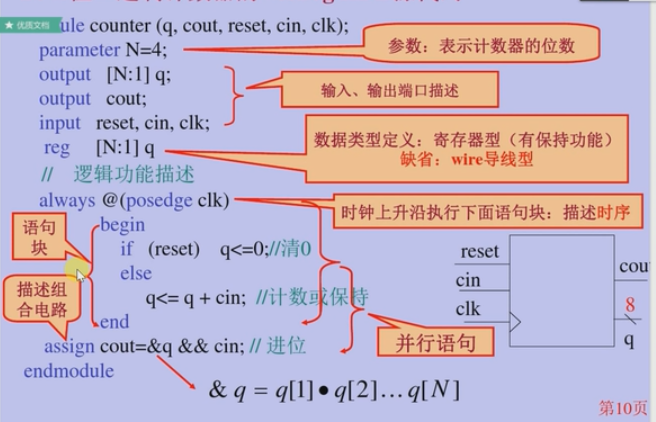 优质文档
ule counter (q, cout, reset, cin, clk);
parameter N=4;
参数：表示计数器的位数
output [N:1] q;
output cout;
input reset, cin, clk;
输入、输出端口描述
reg [N:1] q
数据类型定义：寄存器型（有保持功能）
缺省：wire导线型
// 逻辑功能描述
always @(posedge clk)
时钟上升沿执行下面语句块：描述时序
语句
块
begin
if (reset) q<=0;//清0
else
q<= q + cin; //计数或保持
end
描述组
合电路
assign cout=&q && cin; // 进位
endmodule
并行语句
reset
cin
clk
cou
8
q
& q = q[1]•q[2]…q[N]
第10页